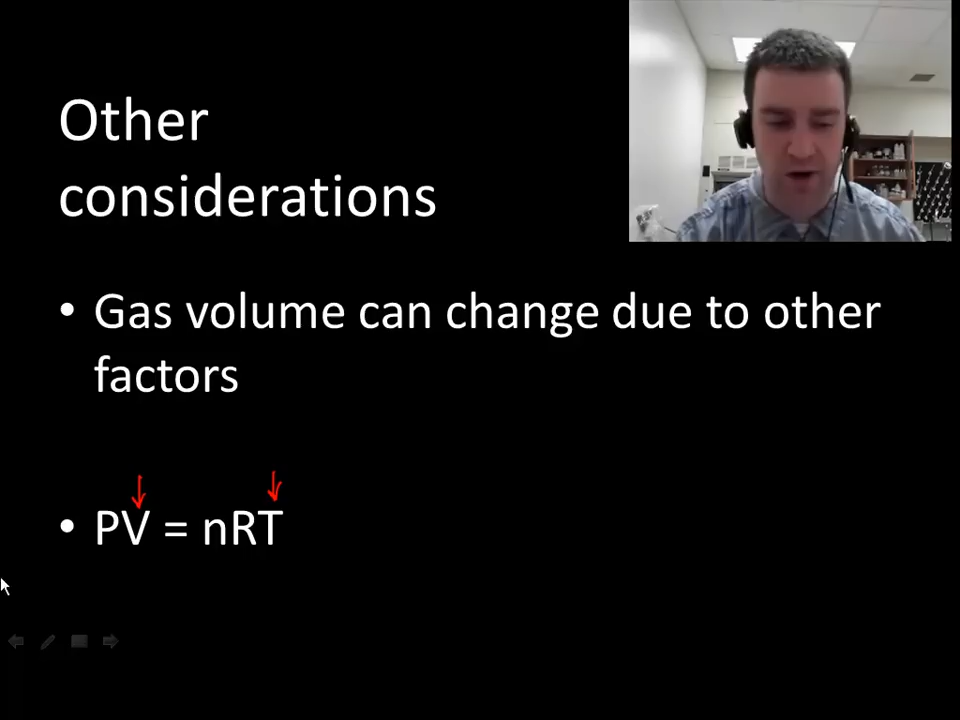 Other
considerations
• Gas volume can change due to other
factors
• PV = nRT